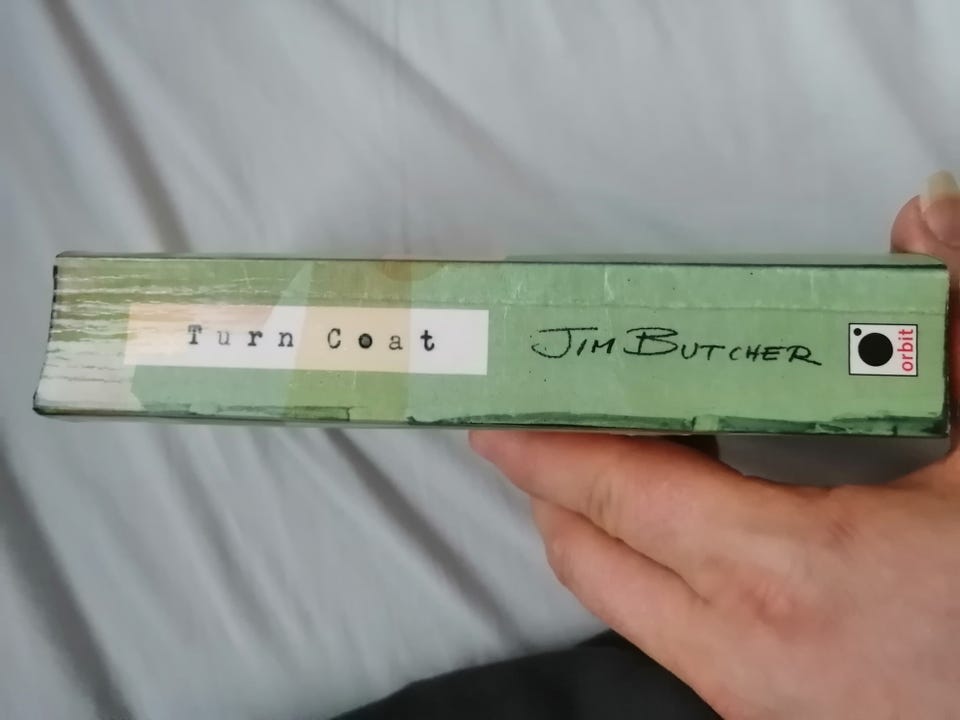 Turn Coat
JIM BUTCHER
orbit